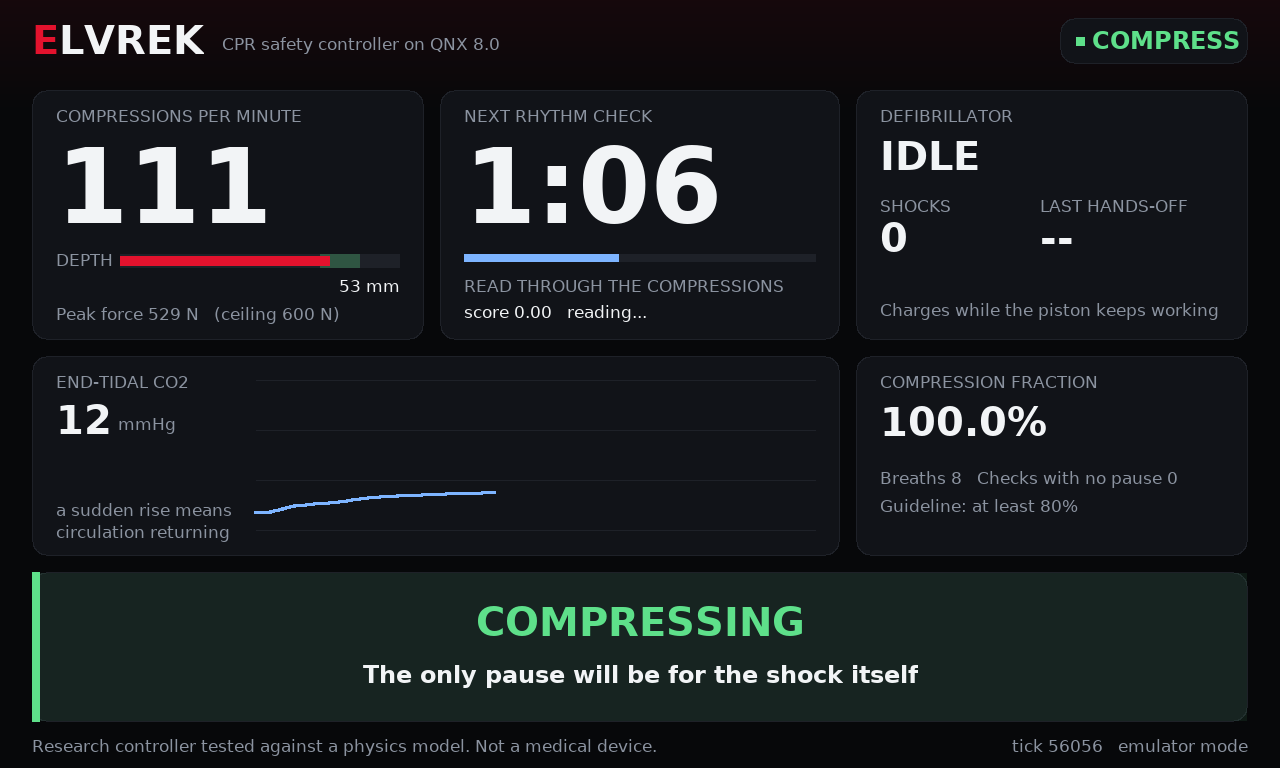 ELVREK CPR safety controller on QNX 8.0
COMPRESS
COMPRESSIONS PER MINUTE
111
DEPTH
53 mm
Peak force 529 N (ceiling 600 N)
NEXT RHYTHM CHECK
1:06
READ THROUGH THE COMPRESSIONS
score 0.00 reading...
DEFIBRILLATOR
IDLE
SHOCKS LAST HANDS-OFF
0 --
Charges while the piston keeps working
END-TIDAL CO2
12 mmHg
a sudden rise means
circulation returning
COMPRESSION FRACTION
100.0%
Breaths 8 Checks with no pause 0
Guideline: at least 80%
COMPRESSING
The only pause will be for the shock itself
Research controller tested against a physics model. Not a medical device.
tick 56056 emulator mode